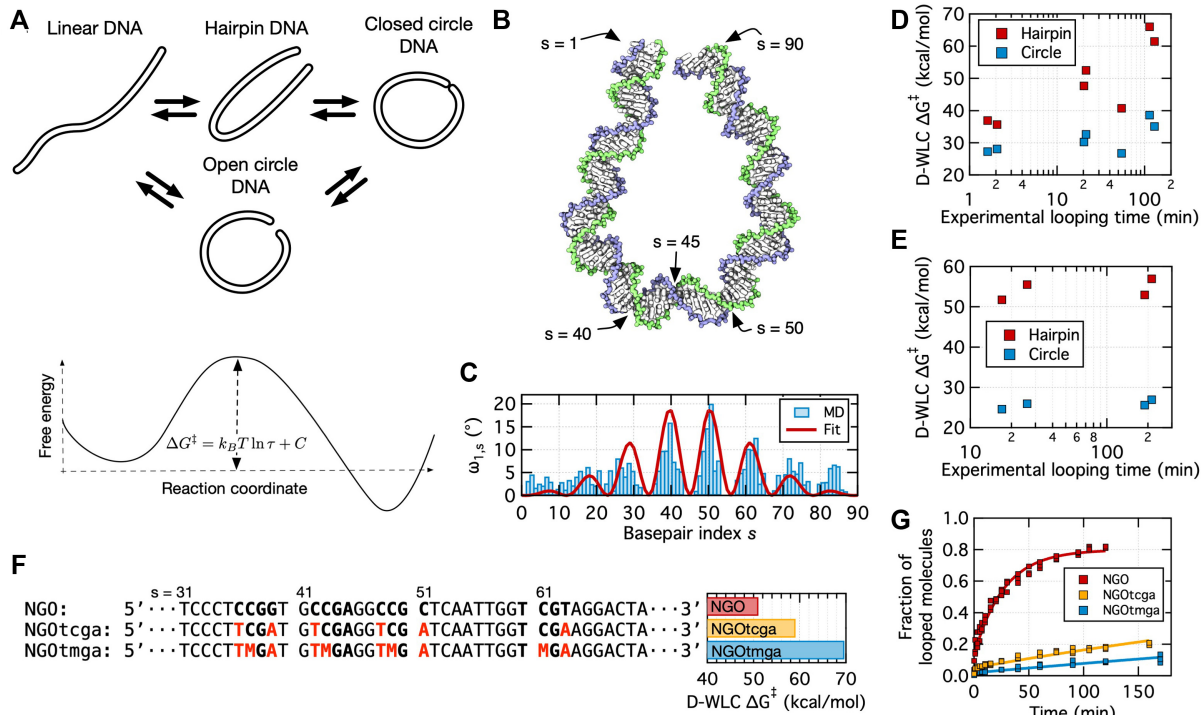 A
Linear DNA
Hairpin DNA
Closed circle
DNA
Open circle
DNA
Free energy
ΔG‡ = k_BT ln τ + C
Reaction coordinate
B
s = 1
s = 90
s = 45
s = 40
s = 50
C
20
15
10
5
0
ω1,s (°)
MD
Fit
0 10 20 30 40 50 60 70 80 90
Basepair index s
D
70
60
50
40
30
20
D-WLC ΔG‡ (kcal/mol)
Hairpin
Circle
1 2 4 10 2 4 100 2
Experimental looping time (min)
E
60
50
40
30
20
D-WLC ΔG‡ (kcal/mol)
Hairpin
Circle
10 2 4 6 8 100 2
Experimental looping time (min)
F
s = 31 41 51 61
NGO: 5’ ··· TCCCTCCGGT GCCGAGGCCG CTCAATTGGT CGTAGGACTA ··· 3’
NGOtcga: 5’ ··· TCCCTTCGAT GTCGAGGTCG ATCAATTGGT CGAAGGACTA ··· 3’
NGOtmga: 5’ ··· TCCCTTMGAT GTMGAGGTMG ATCAATTGGT MGAAGGACTA ··· 3’
NGO
NGOtcga
NGOtmga
40 50 60 70
D-WLC ΔG‡ (kcal/mol)
G
1.0
0.8
0.6
0.4
0.2
0.0
Fraction of
looped molecules
NGO
NGOtcga
NGOtmga
0 50 100 150
Time (min)